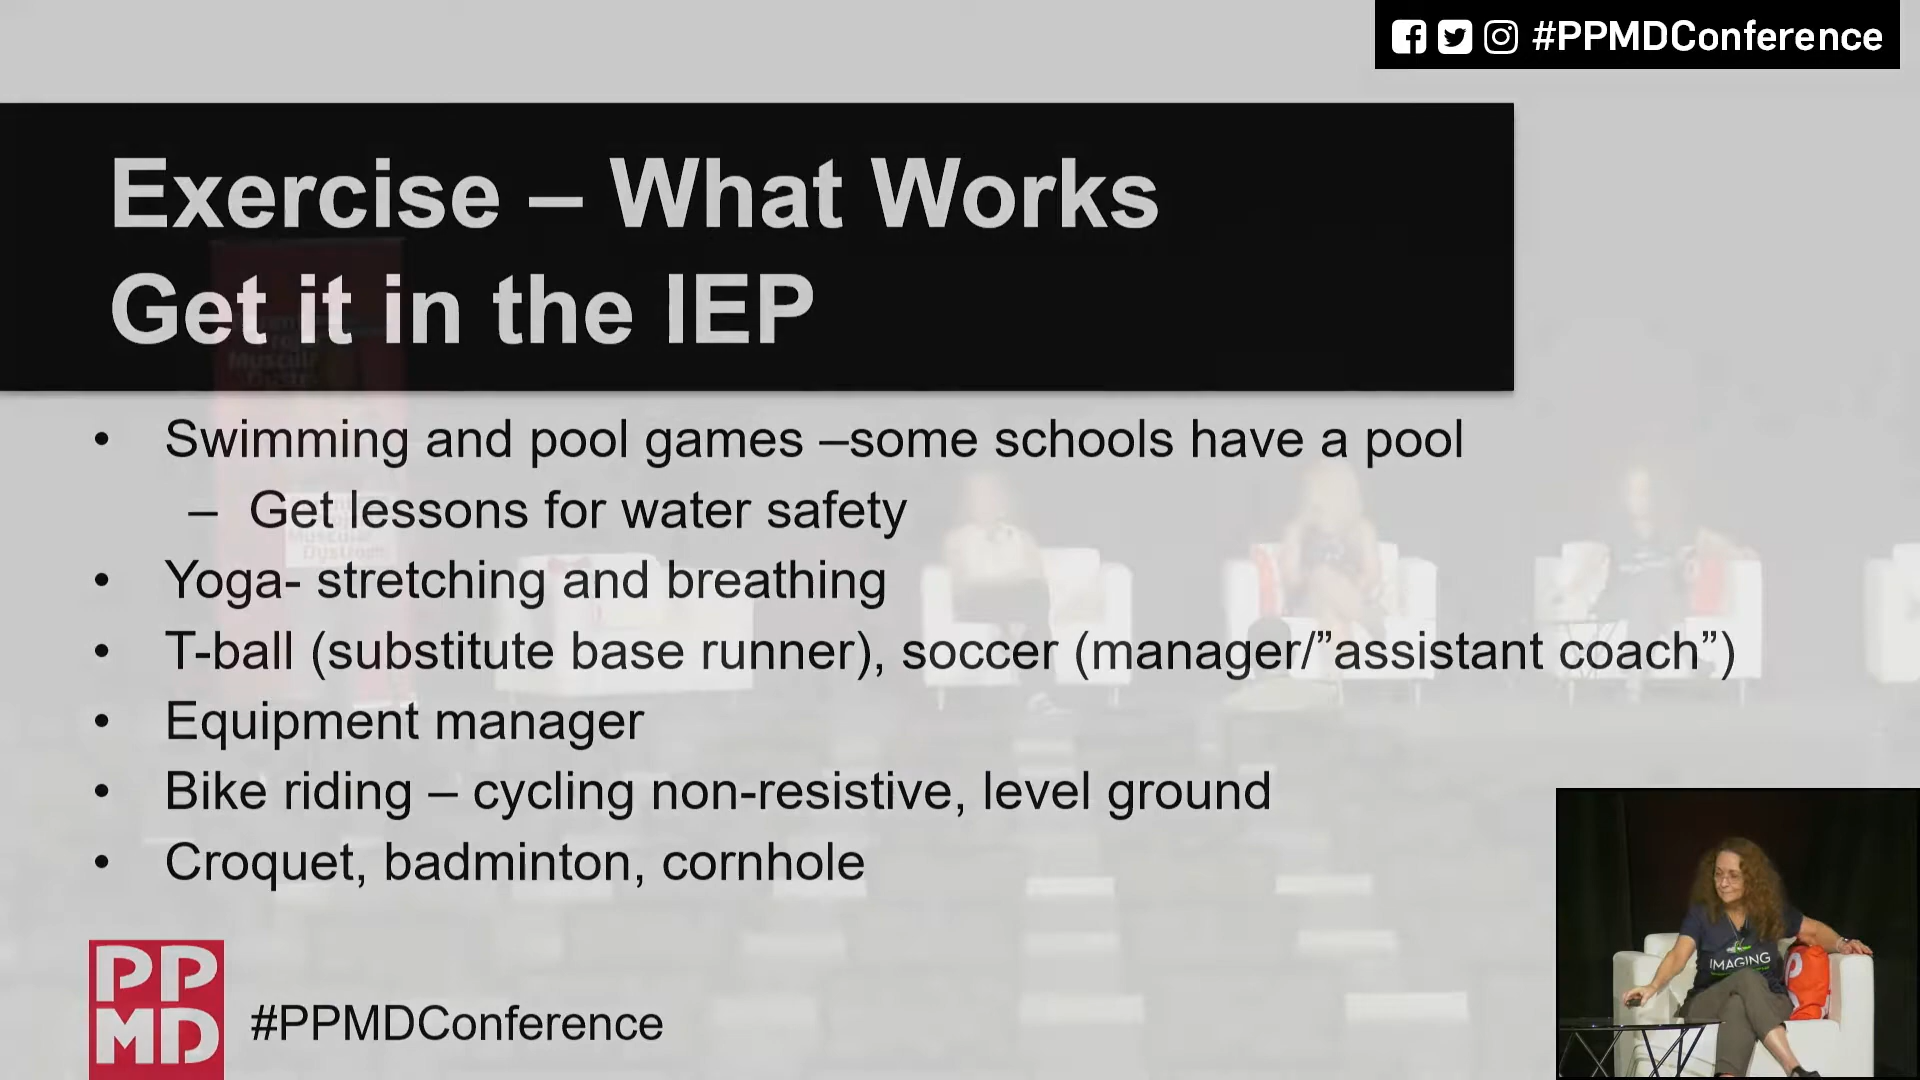 #PPMDConference
Exercise – What Works
Get it in the IEP
• Swimming and pool games –some schools have a pool
– Get lessons for water safety
• Yoga- stretching and breathing
• T-ball (substitute base runner), soccer (manager/”assistant coach”)
• Equipment manager
• Bike riding – cycling non-resistive, level ground
• Croquet, badminton, cornhole
PP
MD
#PPMDConference
IMAGING